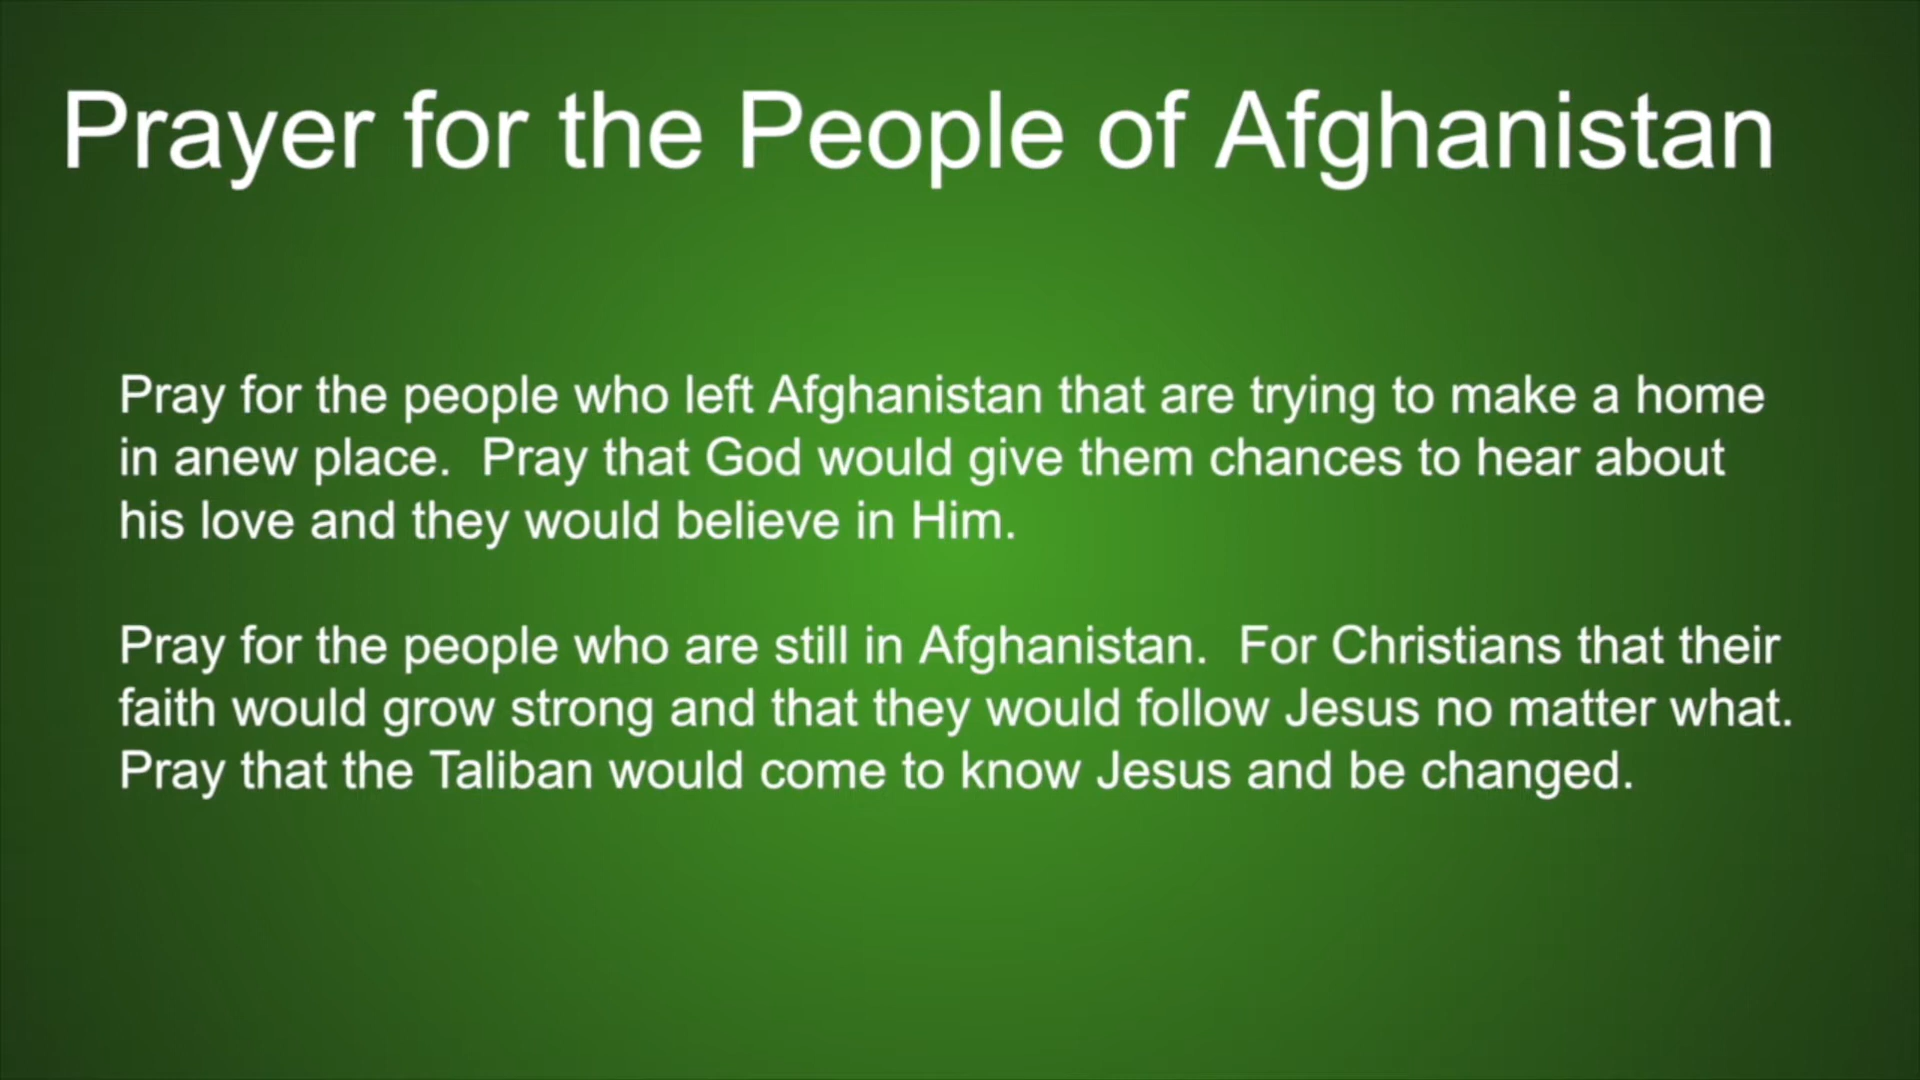 Prayer for the People of Afghanistan
Pray for the people who left Afghanistan that are trying to make a home
in anew place.  Pray that God would give them chances to hear about
his love and they would believe in Him.
Pray for the people who are still in Afghanistan.  For Christians that their
faith would grow strong and that they would follow Jesus no matter what.
Pray that the Taliban would come to know Jesus and be changed.